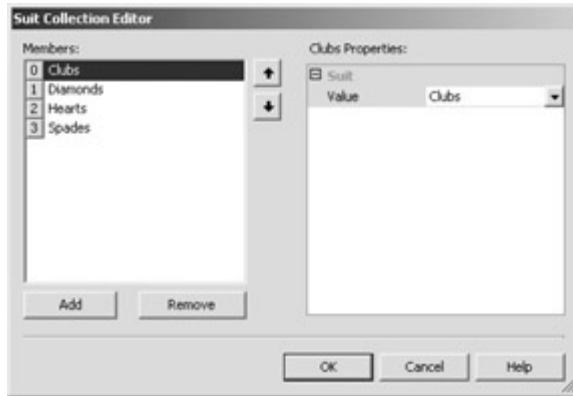 Suit Collection Editor
Members:
0 Clubs
1 Diamonds
2 Hearts
3 Spades
Add Remove
Clubs Properties:
Suit
Value Clubs
OK Cancel Help